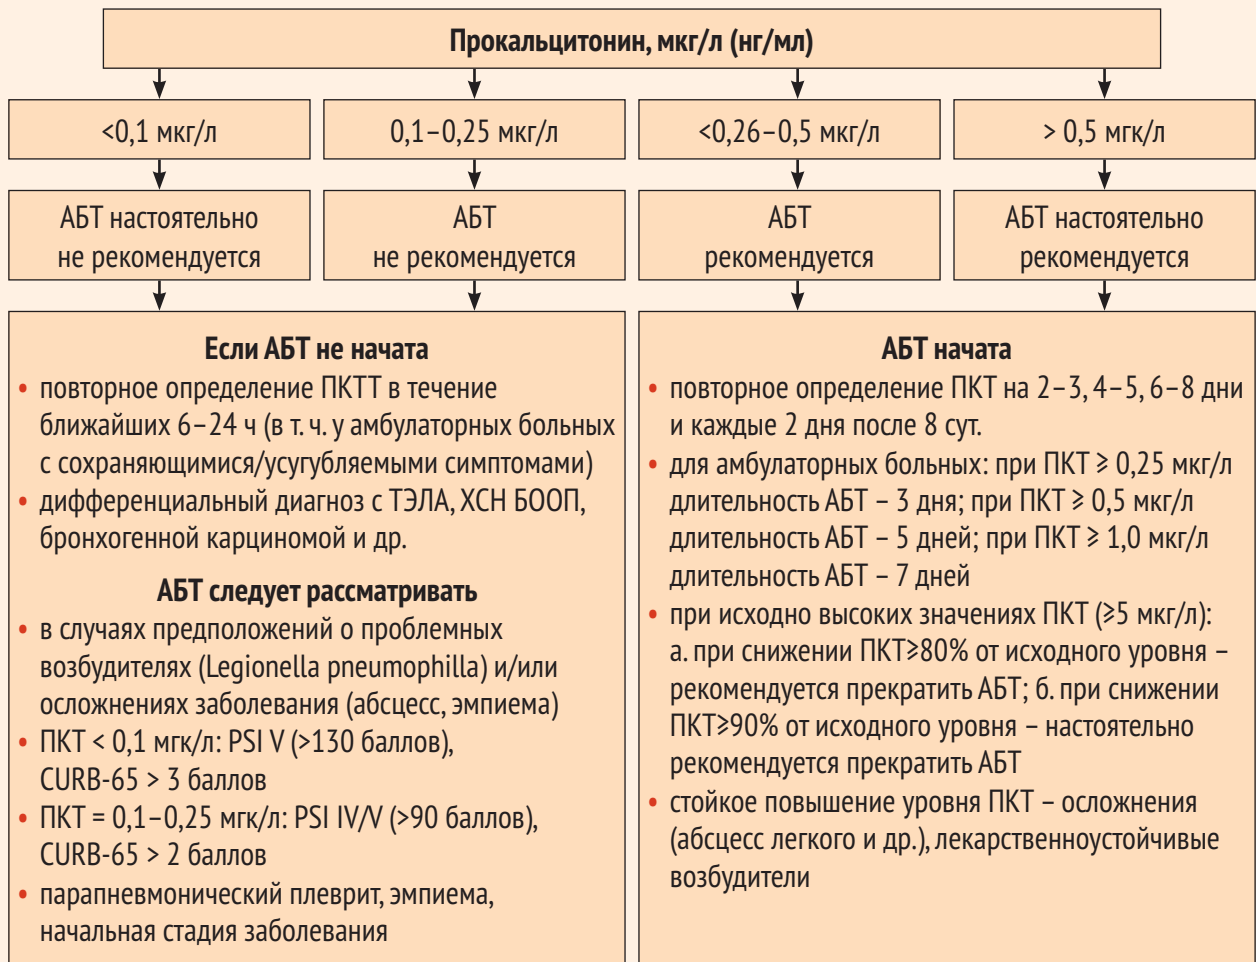 Прокальцитонин, мкг/л (нг/мл)
<0,1 мкг/л
0,1–0,25 мкг/л
<0,26–0,5 мкг/л
> 0,5 мгк/л
АБТ настоятельно
не рекомендуется
АБТ
не рекомендуется
АБТ
рекомендуется
АБТ настоятельно
рекомендуется
Если АБТ не начата
• повторное определение ПКТТ в течение
ближайших 6–24 ч (в т. ч. у амбулаторных больных
с сохраняющимися/усугубляемыми симптомами)
• дифференциальный диагноз с ТЭЛА, ХСН БООП,
бронхогенной карциномой и др.
АБТ следует рассматривать
• в случаях предположений о проблемных
возбудителях (Legionella pneumophilla) и/или
осложнениях заболевания (абсцесс, эмпиема)
• ПКТ < 0,1 мгк/л: PSI V (>130 баллов),
CURB-65 > 3 баллов
• ПКТ = 0,1–0,25 мгк/л: PSI IV/V (>90 баллов),
CURB-65 > 2 баллов
• парапневмонический плеврит, эмпиема,
начальная стадия заболевания
АБТ начата
• повторное определение ПКТ на 2–3, 4–5, 6–8 дни
и каждые 2 дня после 8 сут.
• для амбулаторных больных: при ПКТ ⩾ 0,25 мкг/л
длительность АБТ – 3 дня; при ПКТ ⩾ 0,5 мкг/л
длительность АБТ – 5 дней; при ПКТ ⩾ 1,0 мкг/л
длительность АБТ – 7 дней
• при исходно высоких значениях ПКТ (⩾5 мкг/л):
а. при снижении ПКТ⩾80% от исходного уровня –
рекомендуется прекратить АБТ; б. при снижении
ПКТ⩾90% от исходного уровня – настоятельно
рекомендуется прекратить АБТ
• стойкое повышение уровня ПКТ – осложнения
(абсцесс легкого и др.), лекарственноустойчивые
возбудители